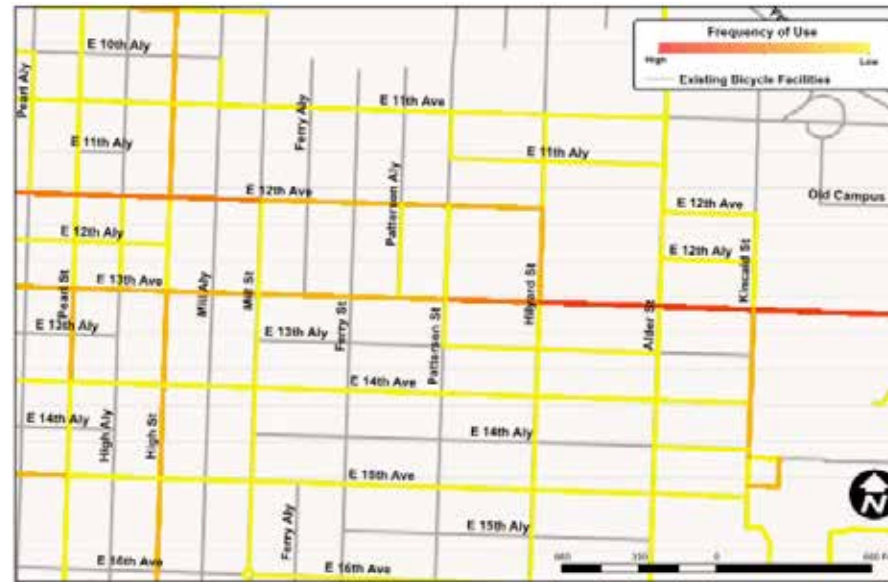 Frequency of Use
High
Low
Existing Bicycle Facilities
E 10th Aly
Pearl Aly
E 11th Ave
Ferry Aly
E 11th Aly
E 11th Aly
Patterson Aly
E 12th Ave
Old Campus
E 12th Ave
E 12th Aly
E 12th Aly
E 13th Ave
Pearl St
Mill Aly
Mill St
Ferry St
Patterson St
Hilyard St
Alder St
Kincaid St
E 13th Aly
E 13th Aly
E 14th Ave
E 14th Aly
High Aly
High St
E 14th Aly
E 15th Ave
N
Ferry Aly
E 15th Aly
E 16th Ave
E 16th Ave
0